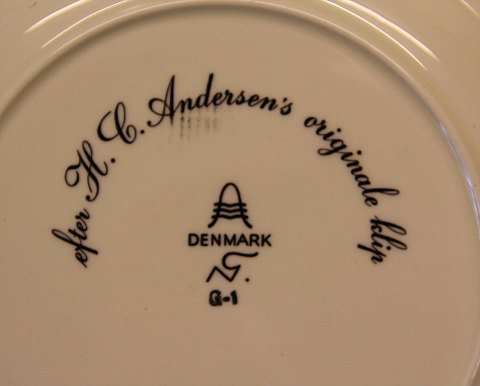 efter H. C. Andersen's originale klip
DENMARK
G-1